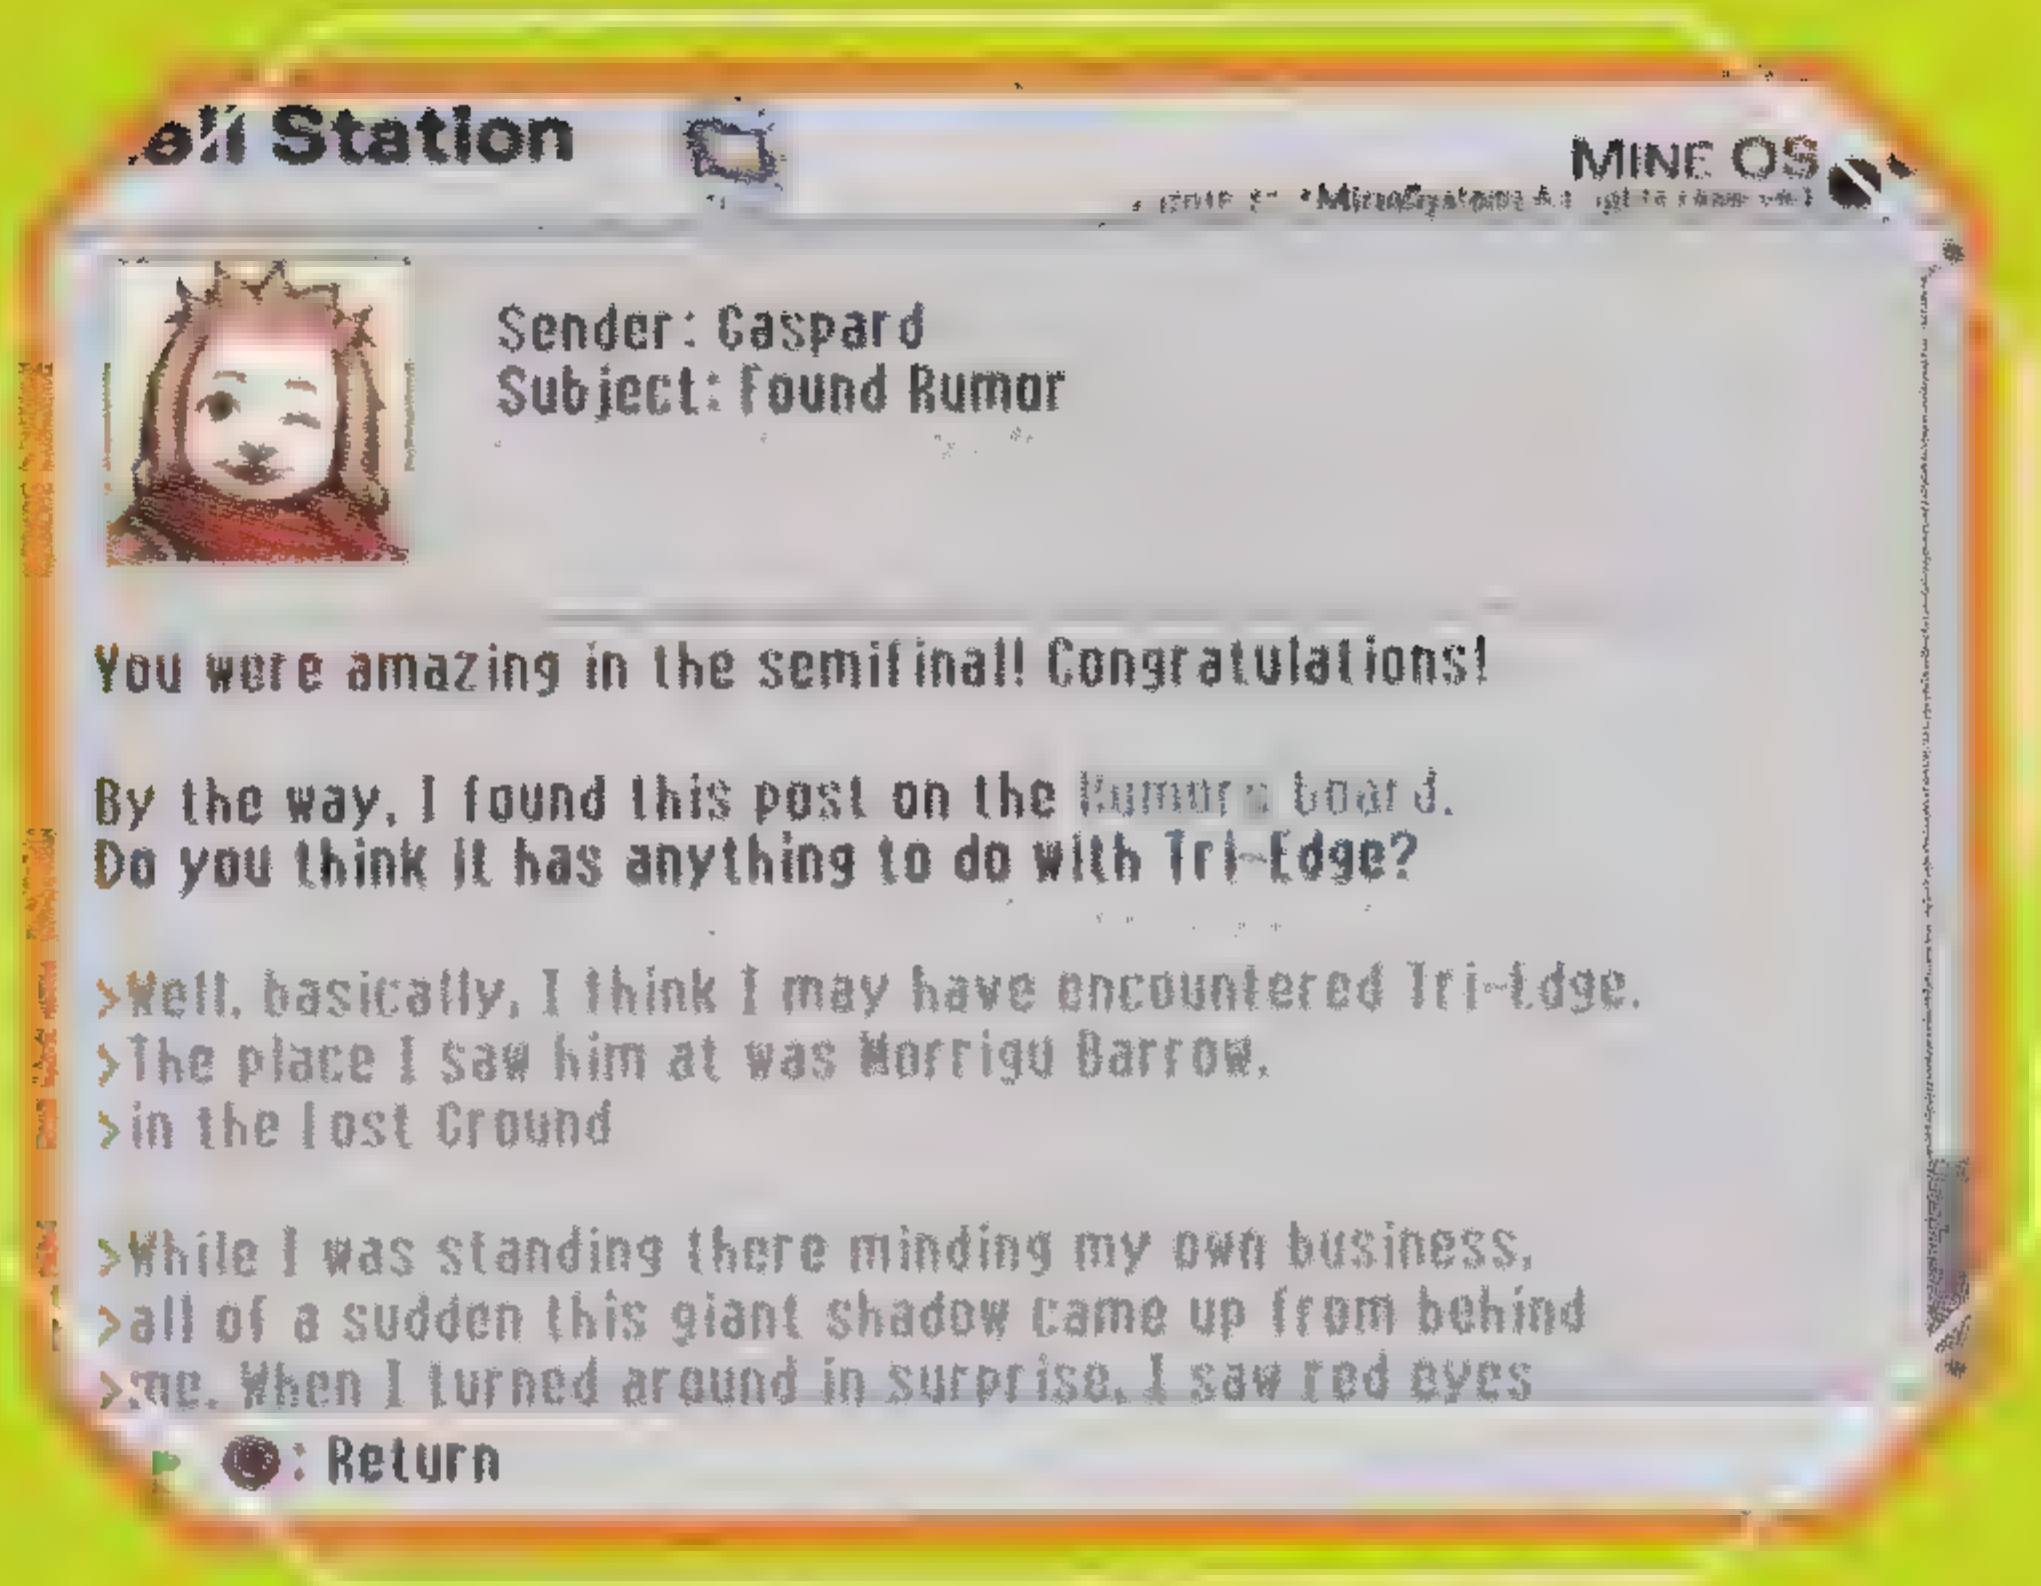 Station
MINE OS
Sender: Gaspard
Subject: Found Rumor
You were amazing in the semifinal! Congratulations!
By the way, I found this post on the Rumors board.
Do you think it has anything to do with Tri-Edge?
>Well, basically, I think I may have encountered Tri-Edge.
>The place I saw him at was Morrigu Barrow,
>in the Lost Ground
>While I was standing there minding my own business,
>all of a sudden this giant shadow came up from behind
>me. When I turned around in surprise, I saw red eyes
: Return